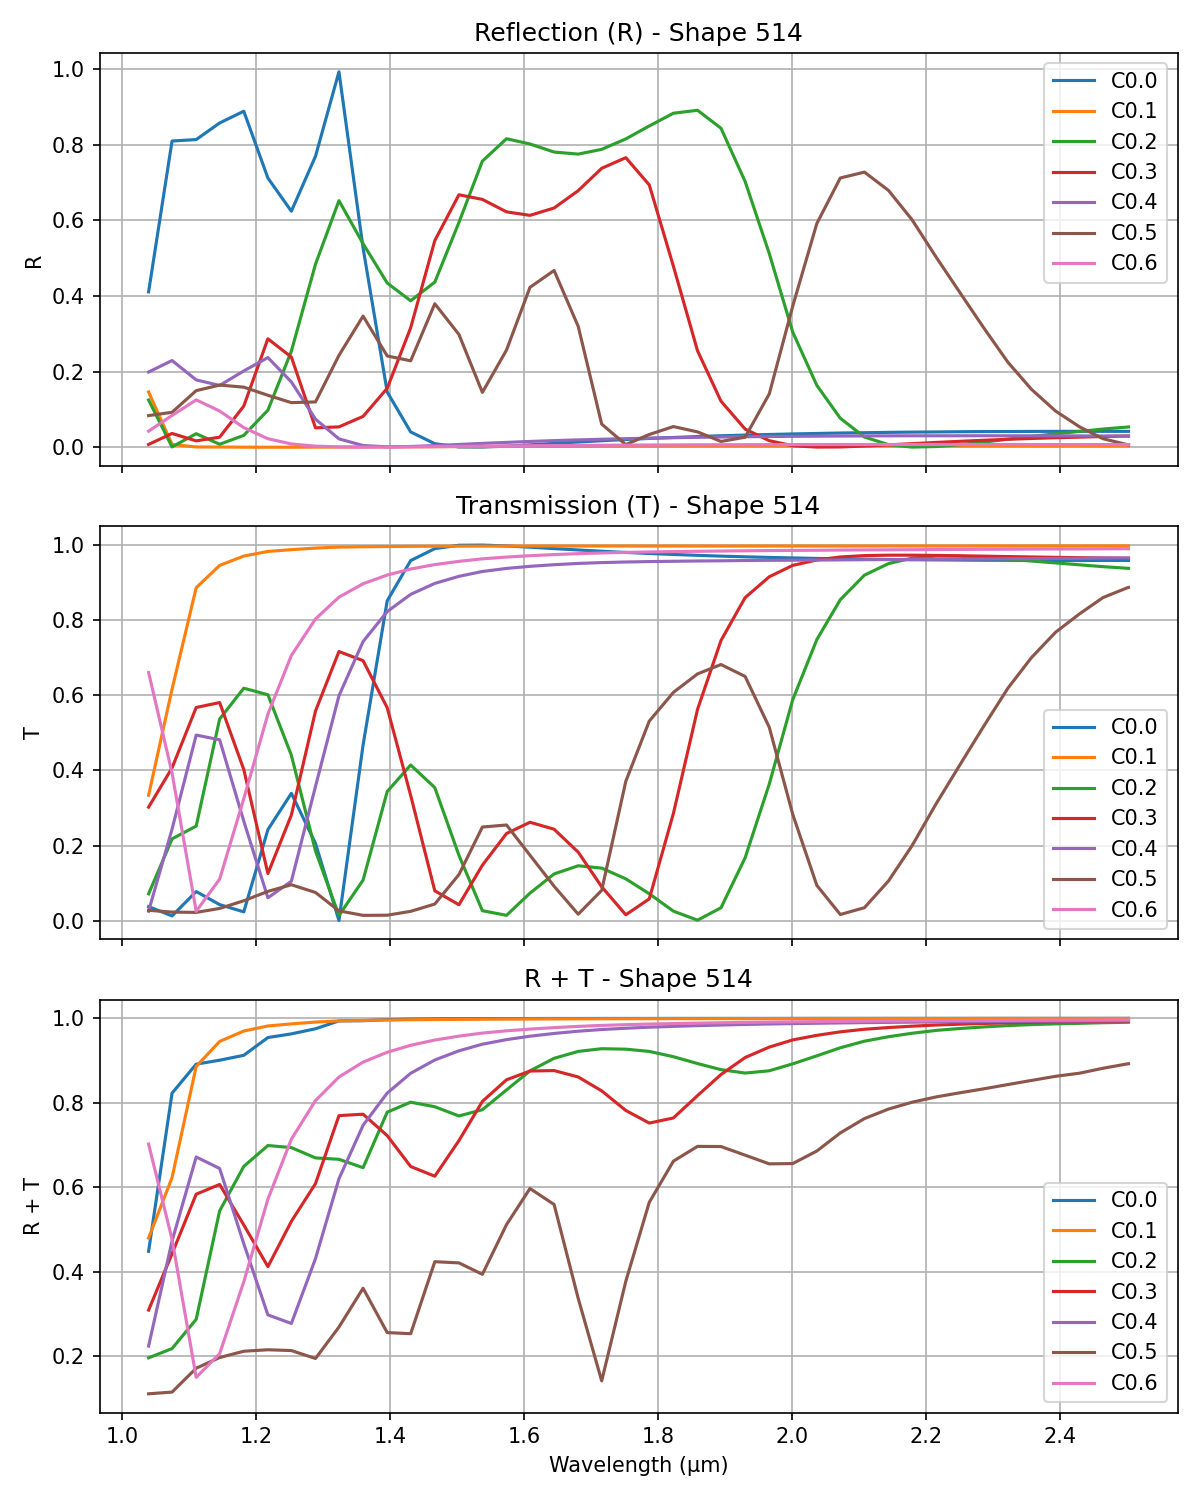 Reflection (R) - Shape 514
1.0
0.8
0.6
0.4
0.2
0.0
R
C0.0
C0.1
C0.2
C0.3
C0.4
C0.5
C0.6
Transmission (T) - Shape 514
1.0
0.8
0.6
0.4
0.2
0.0
T
C0.0
C0.1
C0.2
C0.3
C0.4
C0.5
C0.6
R + T - Shape 514
1.0
0.8
0.6
0.4
0.2
R + T
C0.0
C0.1
C0.2
C0.3
C0.4
C0.5
C0.6
1.0 1.2 1.4 1.6 1.8 2.0 2.2 2.4
Wavelength (μm)